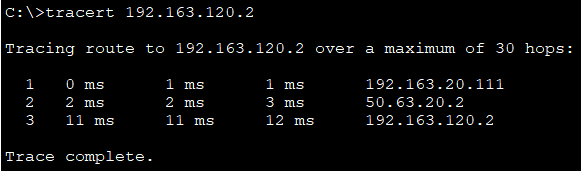 C:\>tracert 192.163.120.2
Tracing route to 192.163.120.2 over a maximum of 30 hops:
1 0 ms 1 ms 1 ms 192.163.20.111
2 2 ms 2 ms 3 ms 50.63.20.2
3 11 ms 11 ms 12 ms 192.163.120.2
Trace complete.